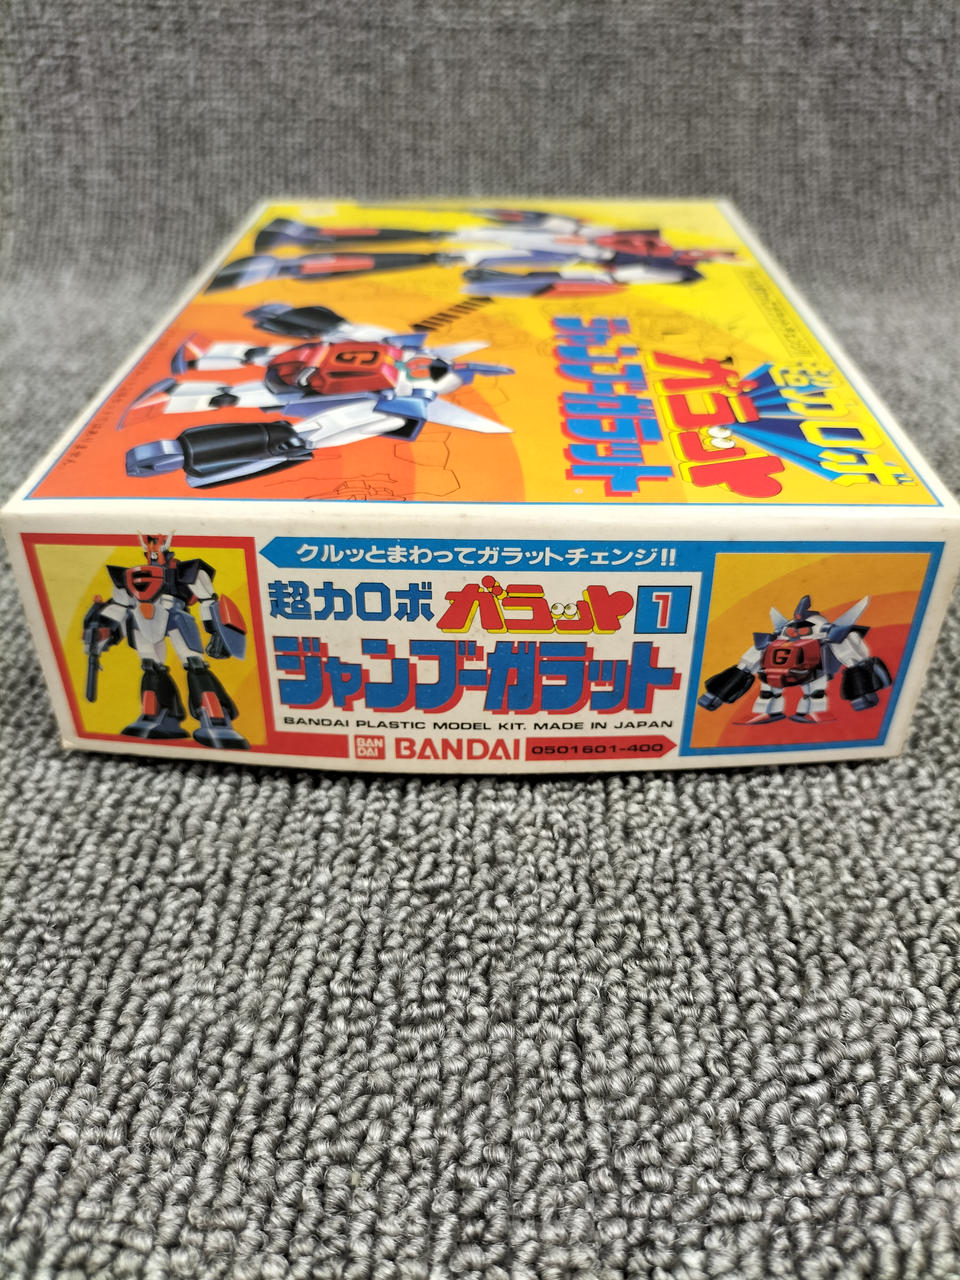 超力ロボ
ガラット
ジャンブーガラット
G
クルッとまわってガラットチェンジ!!
超力ロボ ガラット 1
ジャンブーガラット
BANDAI PLASTIC MODEL KIT. MADE IN JAPAN
BAN DAI BANDAI 0501601-400
G